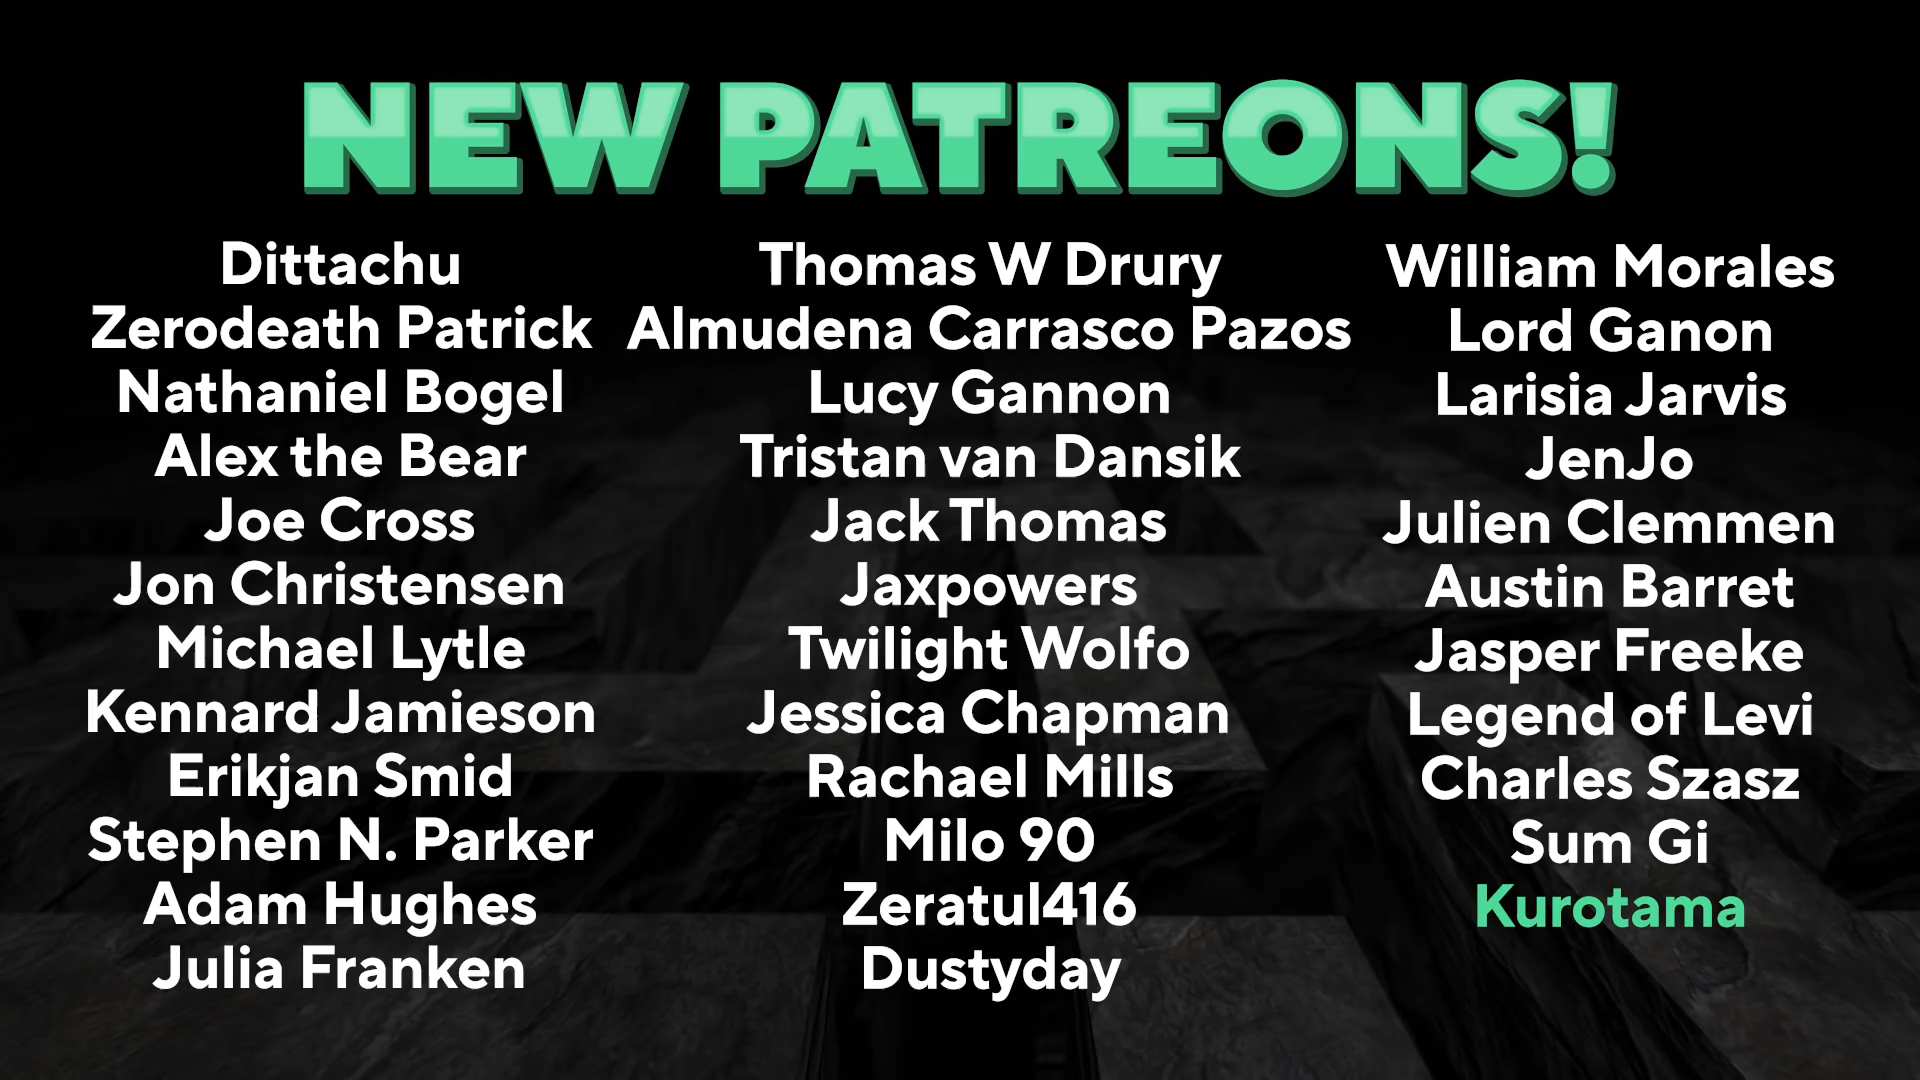 NEW PATREONS!
Dittachu
Zerodeath Patrick
Nathaniel Bogel
Alex the Bear
Joe Cross
Jon Christensen
Michael Lytle
Kennard Jamieson
Erikjan Smid
Stephen N. Parker
Adam Hughes
Julia Franken
Thomas W Drury
Almudena Carrasco Pazos
Lucy Gannon
Tristan van Dansik
Jack Thomas
Jaxpowers
Twilight Wolfo
Jessica Chapman
Rachael Mills
Milo 90
Zeratul416
Dustyday
William Morales
Lord Ganon
Larisia Jarvis
JenJo
Julien Clemmen
Austin Barret
Jasper Freeke
Legend of Levi
Charles Szasz
Sum Gi
Kurotama